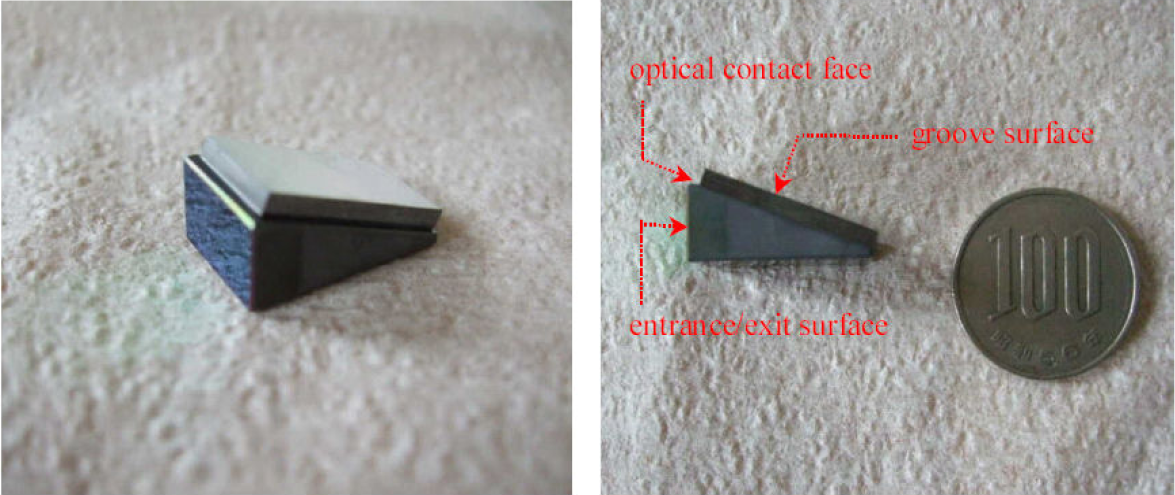 optical contact face
groove surface
100
entrance/exit surface